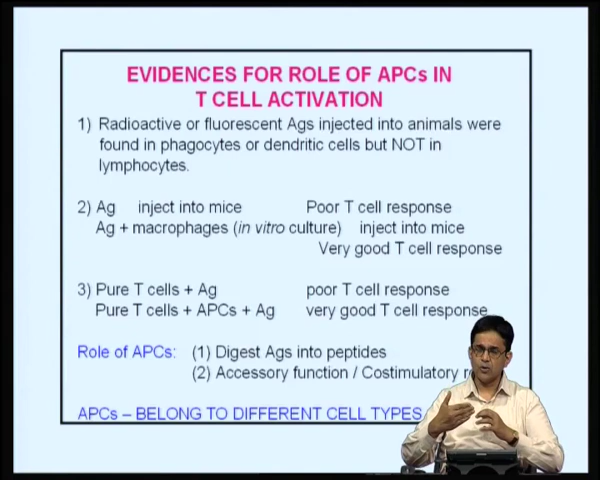 EVIDENCES FOR ROLE OF APCs IN
T CELL ACTIVATION
1) Radioactive or fluorescent Ags injected into animals were
found in phagocytes or dendritic cells but NOT in
lymphocytes.
2) Ag inject into mice Poor T cell response
Ag + macrophages (in vitro culture) inject into mice
Very good T cell response
3) Pure T cells + Ag poor T cell response
Pure T cells + APCs + Ag very good T cell response
Role of APCs: (1) Digest Ags into peptides
(2) Accessory function / Costimulatory
APCs – BELONG TO DIFFERENT CELL TYPES